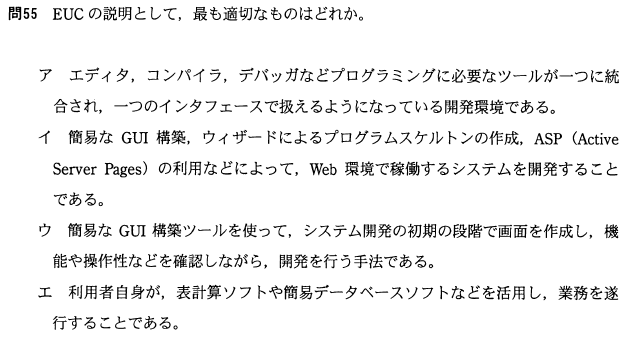 問55 EUC の説明として，最も適切なものはどれか。
ア エディタ，コンパイラ，デバッガなどプログラミングに必要なツールが一つに統
合され，一つのインタフェースで扱えるようになっている開発環境である。
イ 簡易な GUI 構築，ウィザードによるプログラムスケルトンの作成，ASP（Active
Server Pages）の利用などによって，Web 環境で稼働するシステムを開発すること
である。
ウ 簡易な GUI 構築ツールを使って，システム開発の初期の段階で画面を作成し，機
能や操作性などを確認しながら，開発を行う手法である。
エ 利用者自身が，表計算ソフトや簡易データベースソフトなどを活用し，業務を遂
行することである。